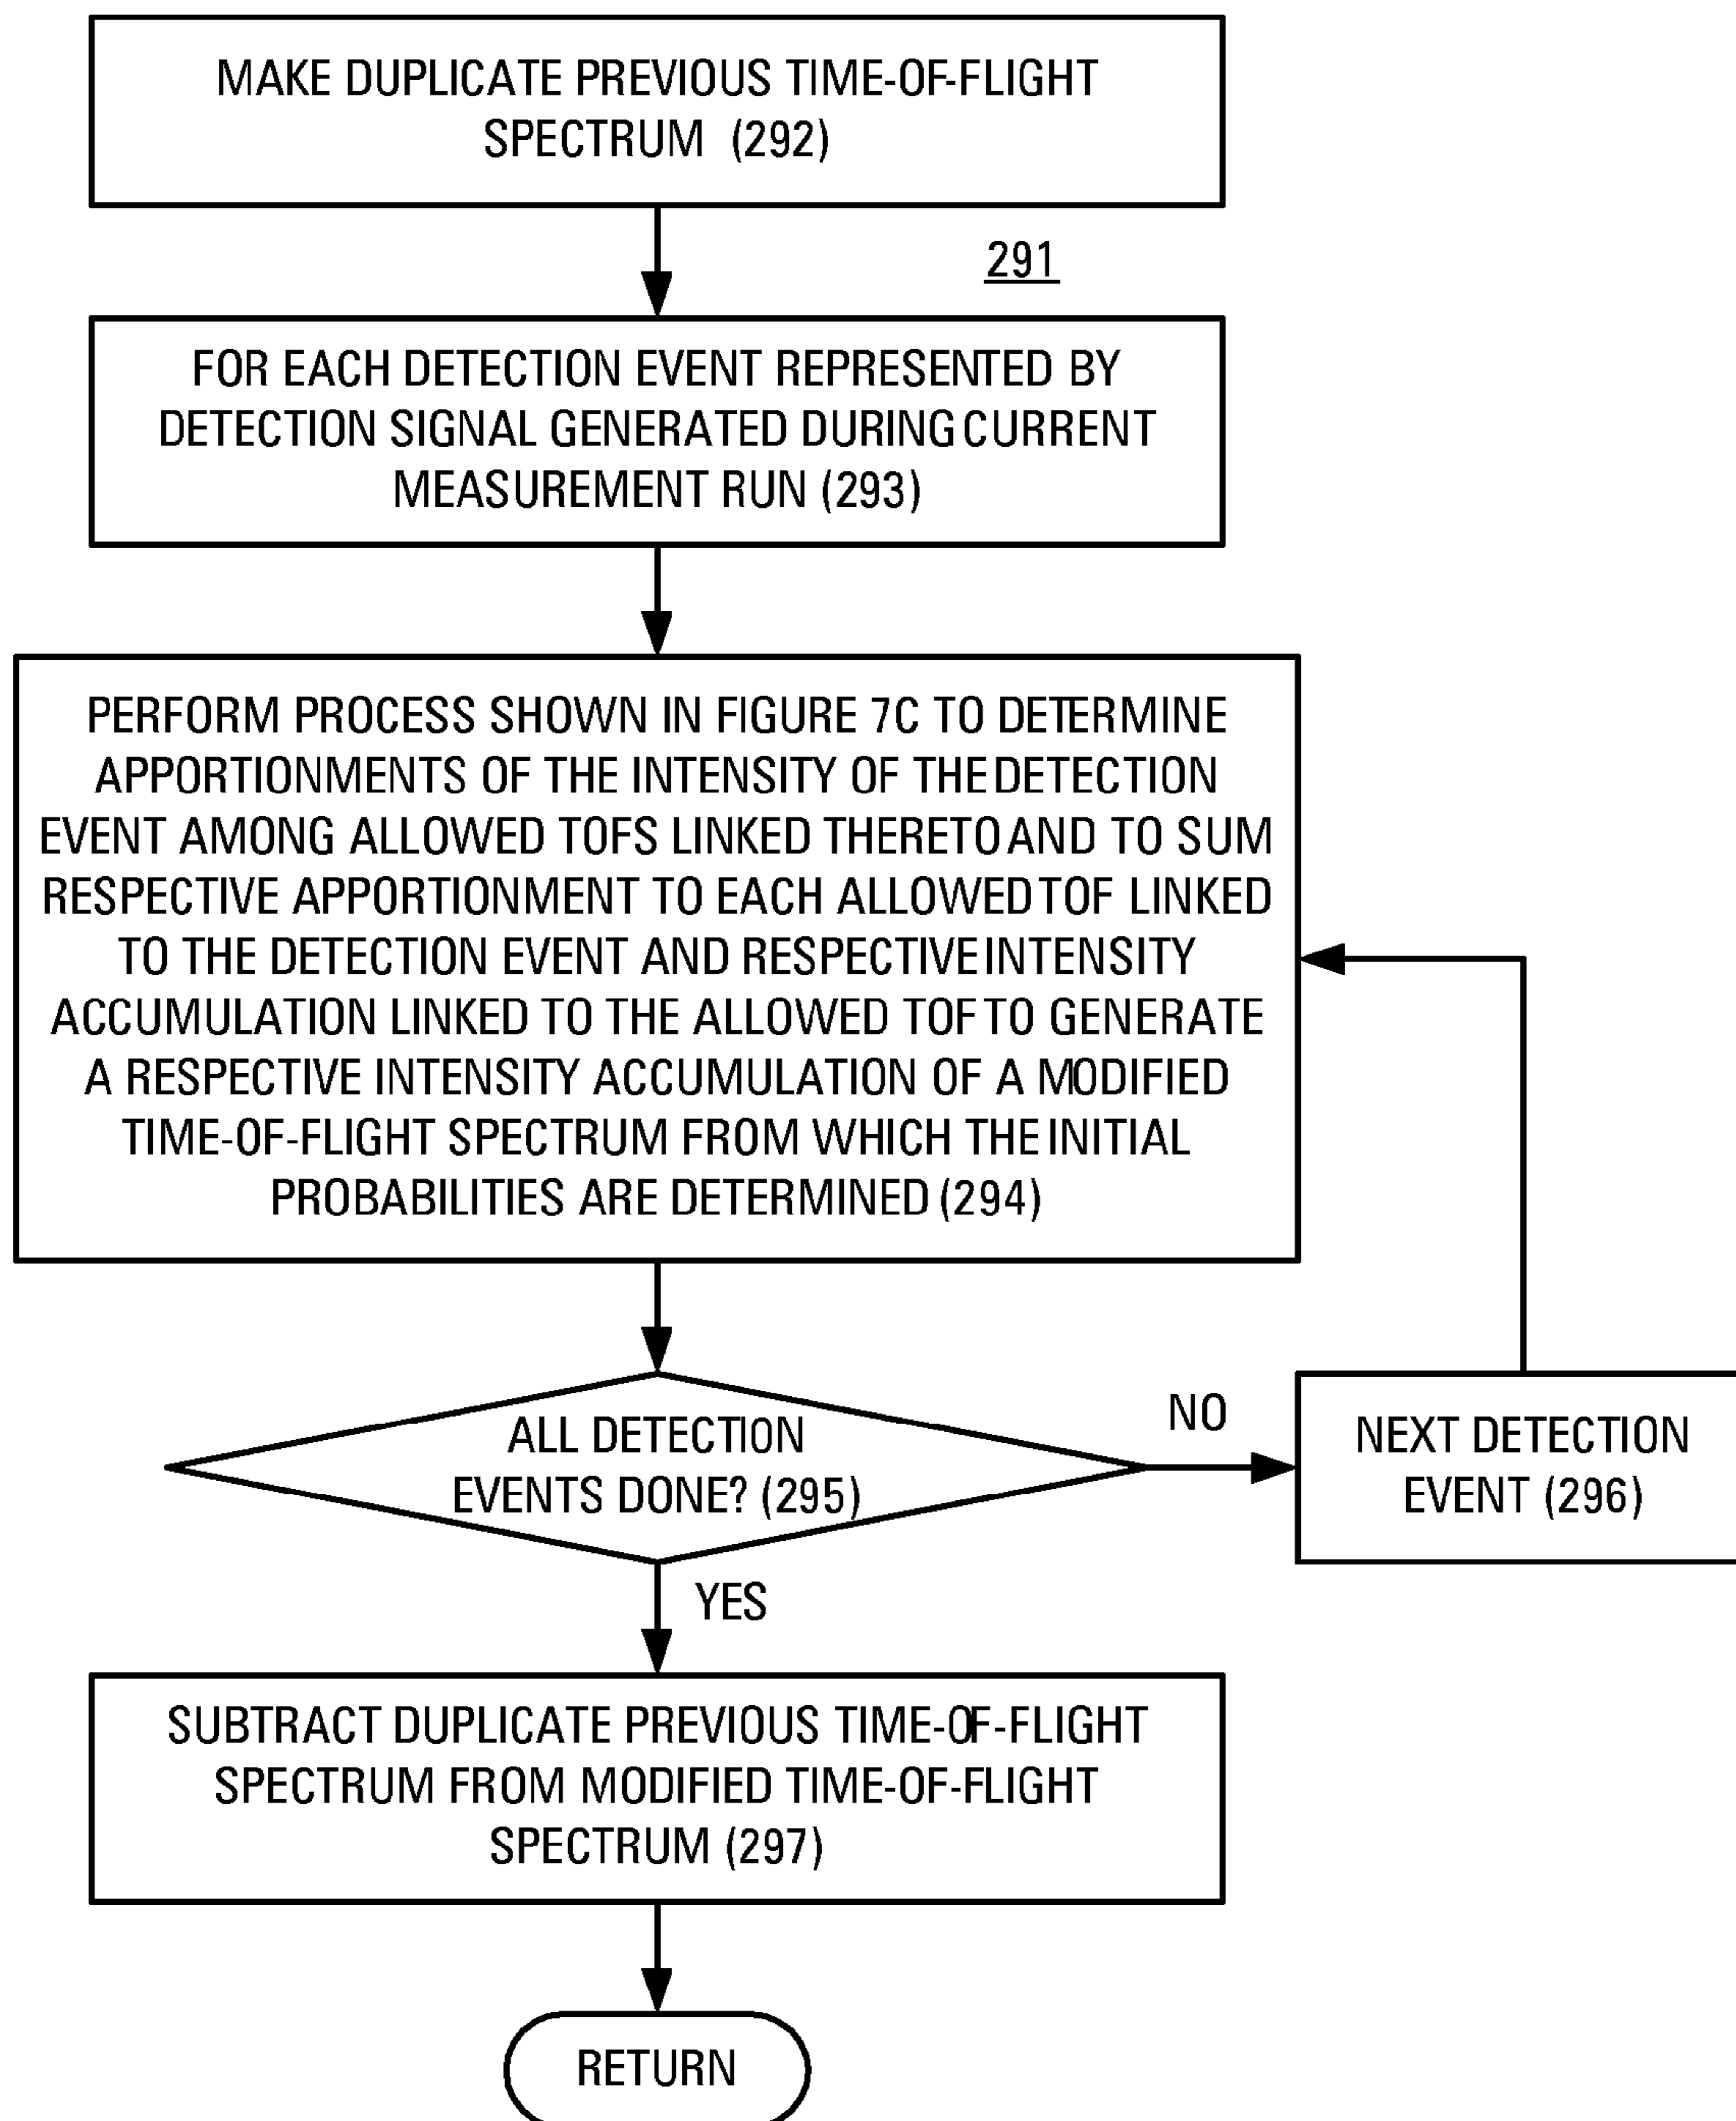 MAKE DUPLICATE PREVIOUS TIME-OF-FLIGHT
SPECTRUM (292)
291
FOR EACH DETECTION EVENT REPRESENTED BY
DETECTION SIGNAL GENERATED DURING CURRENT
MEASUREMENT RUN (293)
PERFORM PROCESS SHOWN IN FIGURE 7C TO DETERMINE
APPORTIONMENTS OF THE INTENSITY OF THE DETECTION
EVENT AMONG ALLOWED TOFS LINKED THERETO AND TO SUM
RESPECTIVE APPORTIONMENT TO EACH ALLOWED TOF LINKED
TO THE DETECTION EVENT AND RESPECTIVE INTENSITY
ACCUMULATION LINKED TO THE ALLOWED TOF TO GENERATE
A RESPECTIVE INTENSITY ACCUMULATION OF A MODIFIED
TIME-OF-FLIGHT SPECTRUM FROM WHICH THE INITIAL
PROBABILITIES ARE DETERMINED (294)
ALL DETECTION
EVENTS DONE? (295)
NO
NEXT DETECTION
EVENT (296)
YES
SUBTRACT DUPLICATE PREVIOUS TIME-OF-FLIGHT
SPECTRUM FROM MODIFIED TIME-OF-FLIGHT
SPECTRUM (297)
RETURN